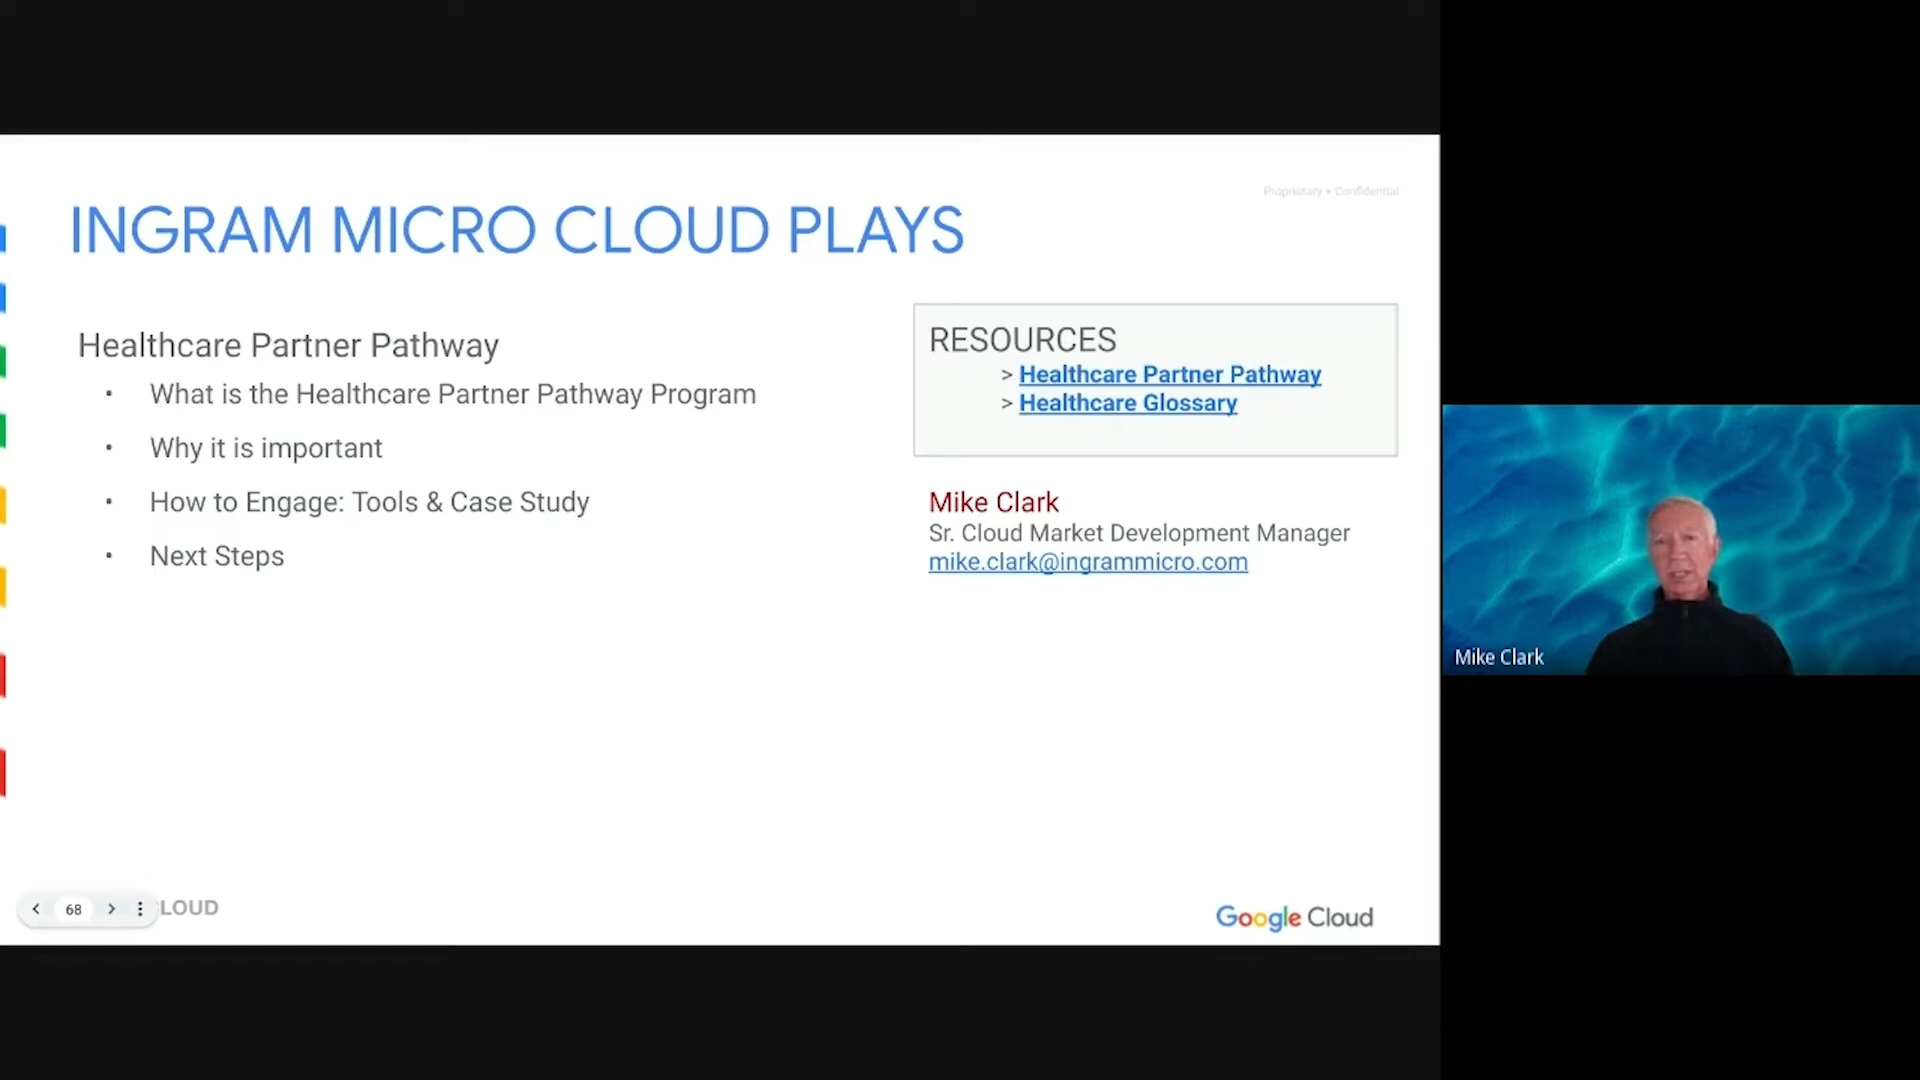 Proprietary + Confidential
INGRAM MICRO CLOUD PLAYS
Healthcare Partner Pathway
• What is the Healthcare Partner Pathway Program
• Why it is important
• How to Engage: Tools & Case Study
• Next Steps
RESOURCES
> Healthcare Partner Pathway
> Healthcare Glossary
Mike Clark
Sr. Cloud Market Development Manager
mike.clark@ingrammicro.com
Mike Clark
68
LOUD
Google Cloud